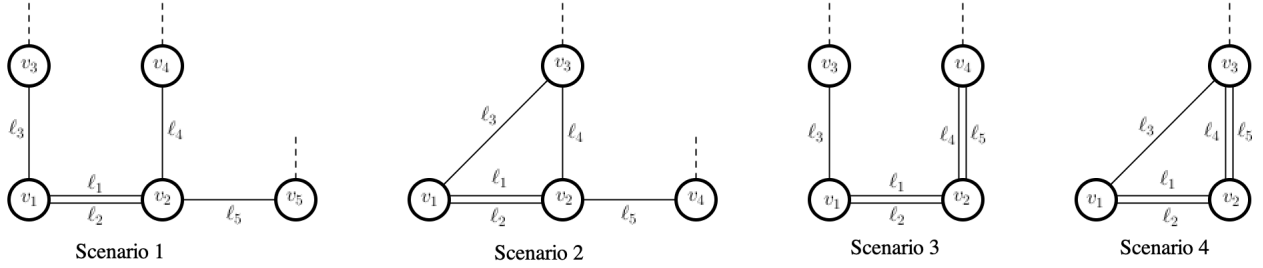 v₃ v₄ v₃ v₃ v₄ v₃
ℓ₃ ℓ₄ ℓ₃ ℓ₄ ℓ₃ ℓ₄ ℓ₅ ℓ₃ ℓ₄ ℓ₅
ℓ₁ ℓ₁ ℓ₁ ℓ₁
v₁ v₂ v₅ v₁ v₂ v₄ v₁ v₂ v₁ v₂
ℓ₂ ℓ₅ ℓ₂ ℓ₅ ℓ₂ ℓ₂
Scenario 1 Scenario 2 Scenario 3 Scenario 4